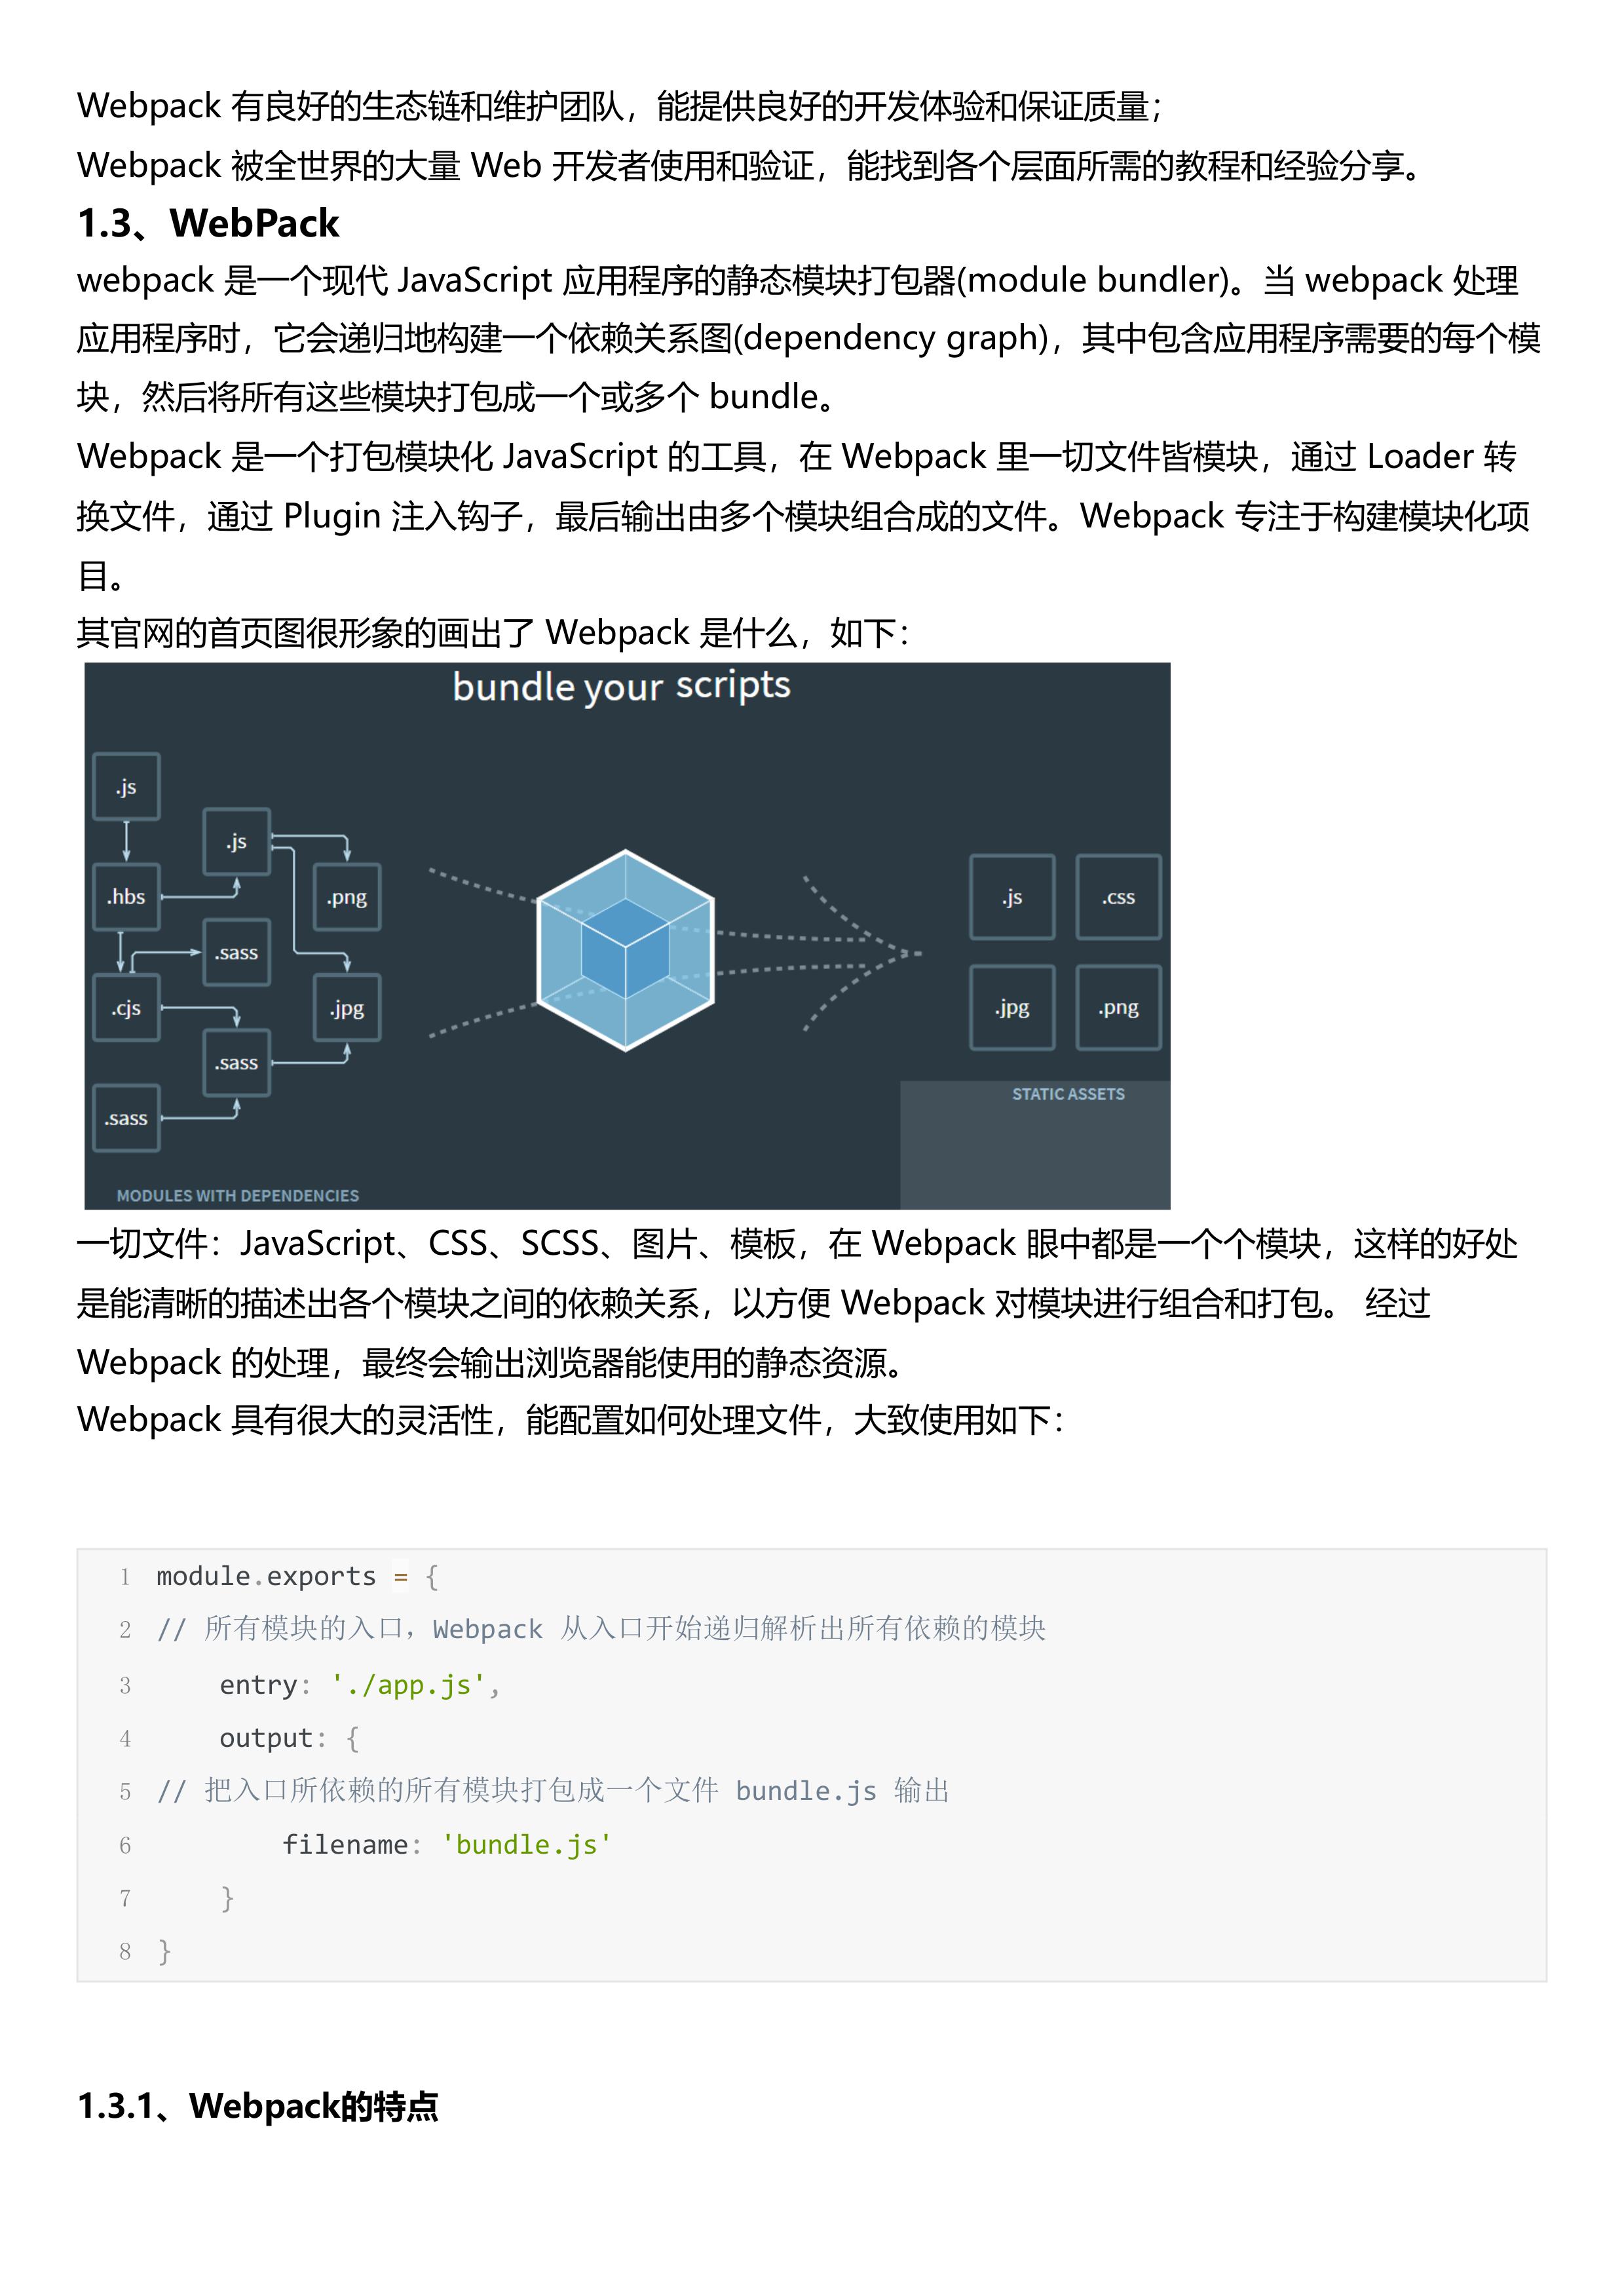 Webpack 有良好的生态链和维护团队，能提供良好的开发体验和保证质量；
Webpack 被全世界的大量 Web 开发者使用和验证，能找到各个层面所需的教程和经验分享。
1.3、WebPack
webpack 是一个现代 JavaScript 应用程序的静态模块打包器(module bundler)。当 webpack 处理
应用程序时，它会递归地构建一个依赖关系图(dependency graph)，其中包含应用程序需要的每个模
块，然后将所有这些模块打包成一个或多个 bundle。
Webpack 是一个打包模块化 JavaScript 的工具，在 Webpack 里一切文件皆模块，通过 Loader 转
换文件，通过 Plugin 注入钩子，最后输出由多个模块组合成的文件。Webpack 专注于构建模块化项
目。
其官网的首页图很形象的画出了 Webpack 是什么，如下：
bundle your scripts
.js
.js
.hbs
.png
.sass
.cjs
.jpg
.sass
.sass
MODULES WITH DEPENDENCIES
.js
.css
.jpg
.png
STATIC ASSETS
一切文件：JavaScript、CSS、SCSS、图片、模板，在 Webpack 眼中都是一个个模块，这样的好处
是能清晰的描述出各个模块之间的依赖关系，以方便 Webpack 对模块进行组合和打包。 经过
Webpack 的处理，最终会输出浏览器能使用的静态资源。
Webpack 具有很大的灵活性，能配置如何处理文件，大致使用如下：
1 module.exports = {
2 // 所有模块的入口，Webpack 从入口开始递归解析出所有依赖的模块
3     entry: './app.js',
4     output: {
5 // 把入口所依赖的所有模块打包成一个文件 bundle.js 输出
6         filename: 'bundle.js'
7     }
8 }
1.3.1、Webpack的特点